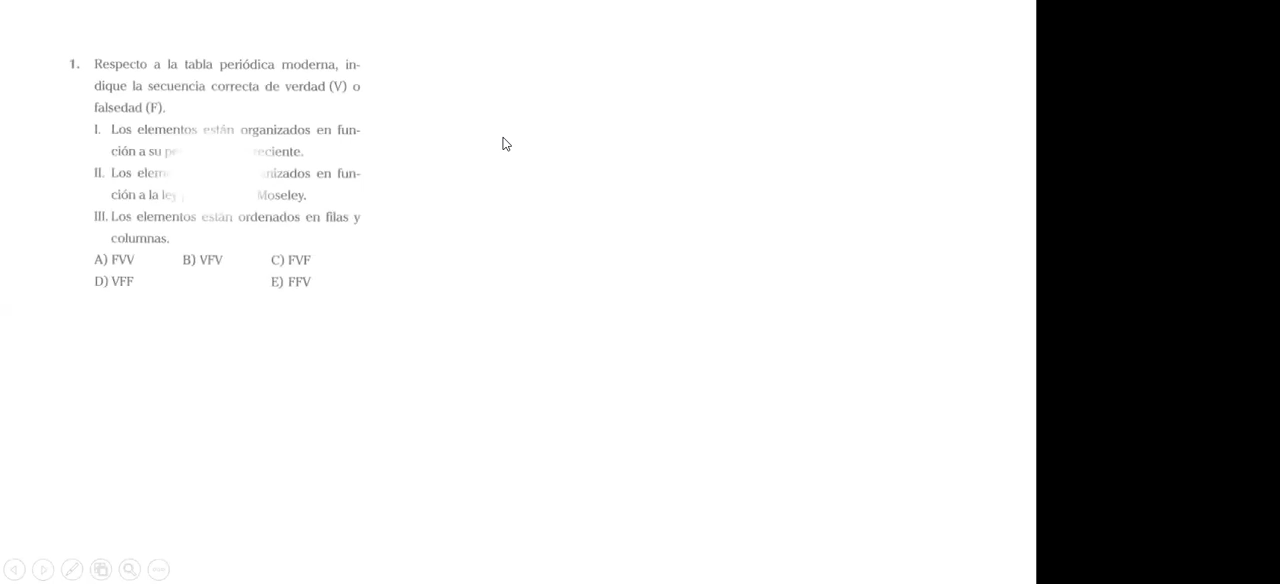 1. Respecto a la tabla periódica moderna, in-
dique la secuencia correcta de verdad (V) o
falsedad (F).
I. Los elementos están organizados en fun-
ción a su
II. Los en fun-
ción a la Moseley.
III. Los elementos están ordenados en filas y
columnas.
A) FVV B) VFV C) FVF
D) VFF E) FFV